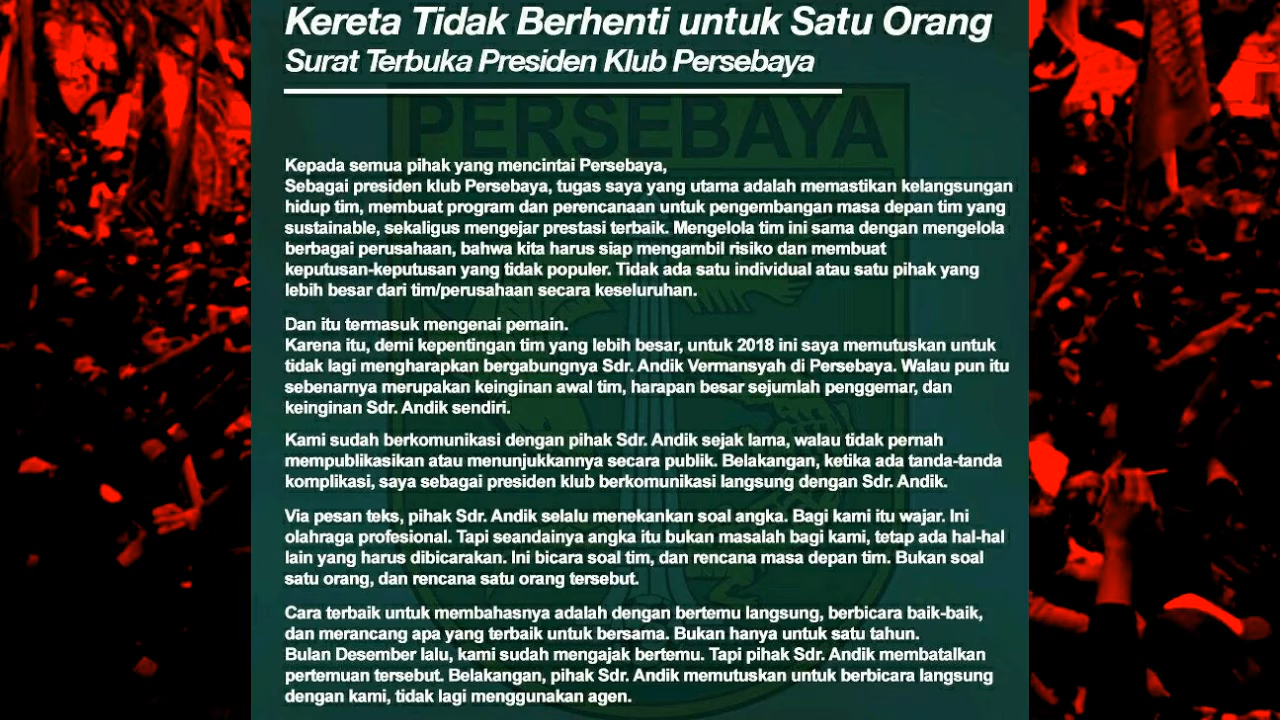 Kereta Tidak Berhenti untuk Satu Orang
Surat Terbuka Presiden Klub Persebaya
PERSEBAYA
Kepada semua pihak yang mencintai Persebaya,
Sebagai presiden klub Persebaya, tugas saya yang utama adalah memastikan kelangsungan
hidup tim, membuat program dan perencanaan untuk pengembangan masa depan tim yang
sustainable, sekaligus mengejar prestasi terbaik. Mengelola tim ini sama dengan mengelola
berbagai perusahaan, bahwa kita harus siap mengambil risiko dan membuat
keputusan-keputusan yang tidak populer. Tidak ada satu individual atau satu pihak yang
lebih besar dari tim/perusahaan secara keseluruhan.
Dan itu termasuk mengenai pemain.
Karena itu, demi kepentingan tim yang lebih besar, untuk 2018 ini saya memutuskan untuk
tidak lagi mengharapkan bergabungnya Sdr. Andik Vermansyah di Persebaya. Walau pun itu
sebenarnya merupakan keinginan awal tim, harapan besar sejumlah penggemar, dan
keinginan Sdr. Andik sendiri.
Kami sudah berkomunikasi dengan pihak Sdr. Andik sejak lama, walau tidak pernah
mempublikasikan atau menunjukkannya secara publik. Belakangan, ketika ada tanda-tanda
komplikasi, saya sebagai presiden klub berkomunikasi langsung dengan Sdr. Andik.
Via pesan teks, pihak Sdr. Andik selalu menekankan soal angka. Bagi kami itu wajar. Ini
olahraga profesional. Tapi seandainya angka itu bukan masalah bagi kami, tetap ada hal-hal
lain yang harus dibicarakan. Ini bicara soal tim, dan rencana masa depan tim. Bukan soal
satu orang, dan rencana satu orang tersebut.
Cara terbaik untuk membahasnya adalah dengan bertemu langsung, berbicara baik-baik,
dan merancang apa yang terbaik untuk bersama. Bukan hanya untuk satu tahun.
Bulan Desember lalu, kami sudah mengajak bertemu. Tapi pihak Sdr. Andik membatalkan
pertemuan tersebut. Belakangan, pihak Sdr. Andik memutuskan untuk berbicara langsung
dengan kami, tidak lagi menggunakan agen.